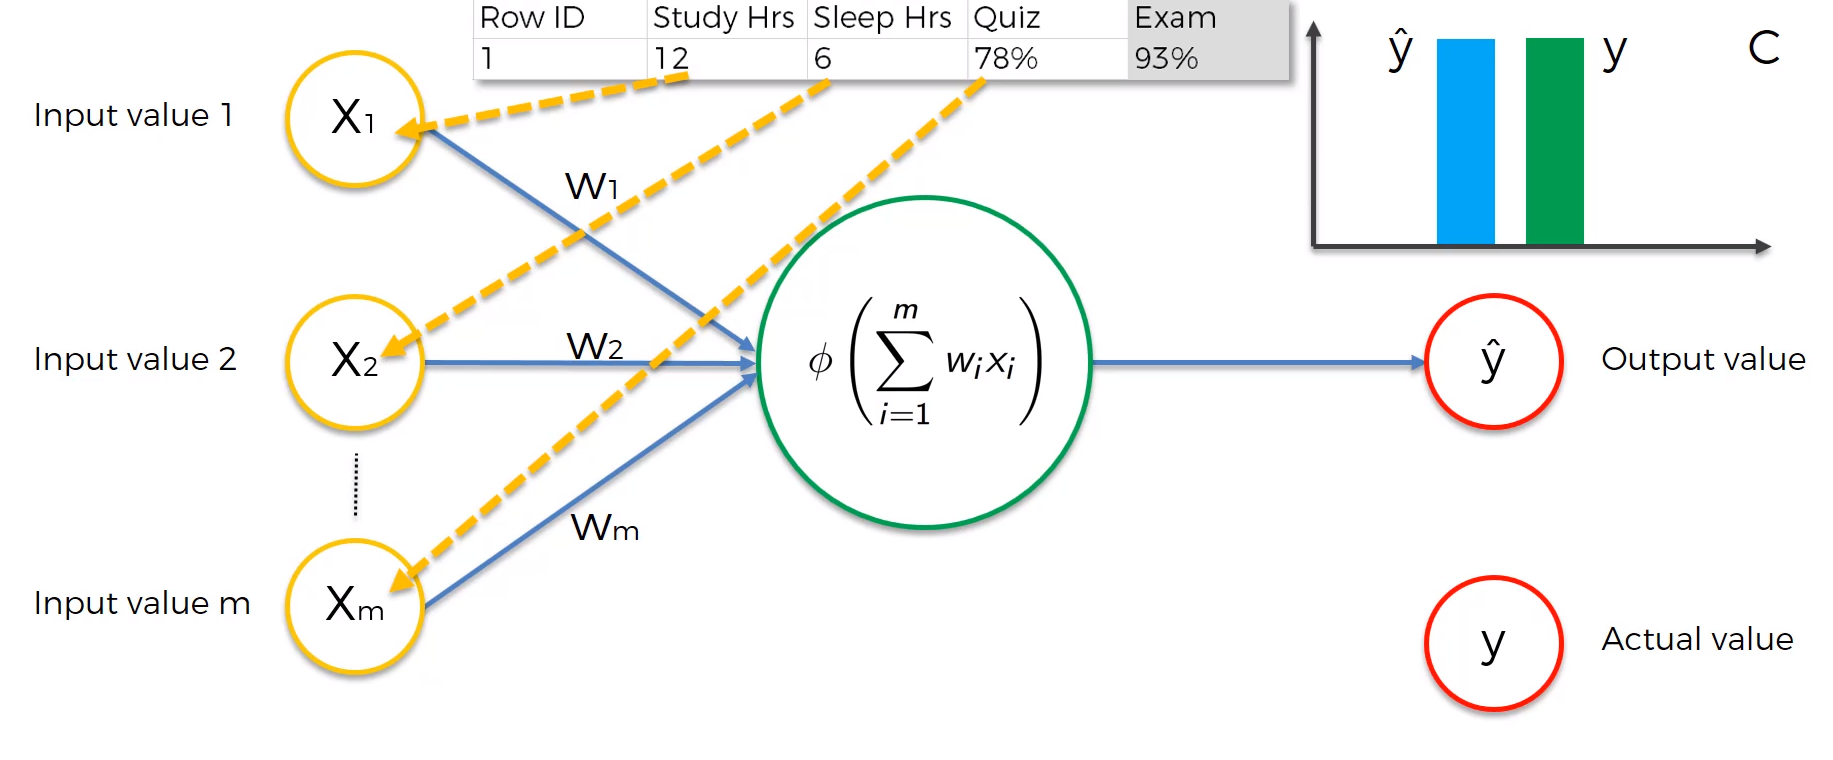 Row ID Study Hrs Sleep Hrs Quiz Exam
1 12 6 78% 93%
ŷ y C
Input value 1 X₁
W₁
Input value 2 X₂
W₂
ϕ(∑ᵢ₌₁ᵐ wᵢxᵢ)
ŷ Output value
Wₘ
Input value m Xₘ
y Actual value